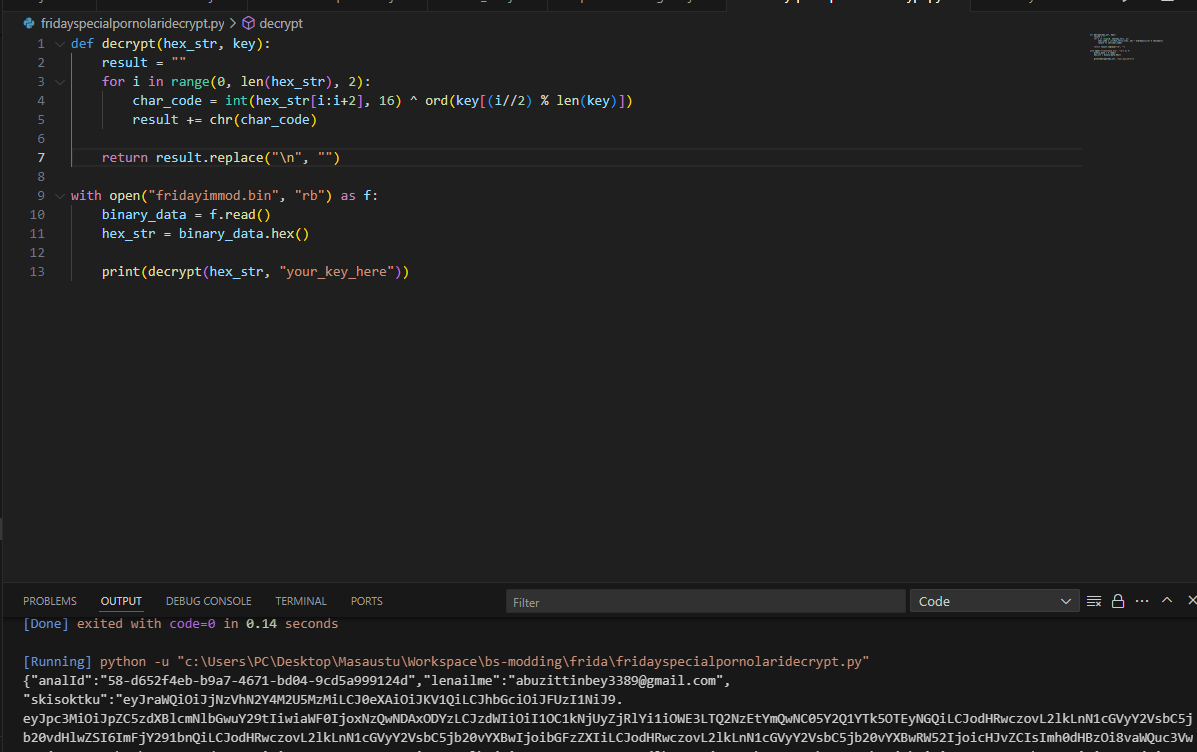 fridayspecialpornolaridecrypt.py > decrypt
1 def decrypt(hex_str, key):
2 result = ""
3 for i in range(0, len(hex_str), 2):
4 char_code = int(hex_str[i:i+2], 16) ^ ord(key[(i//2) % len(key)])
5 result += chr(char_code)
6
7 return result.replace("\n", "")
8
9 with open("fridayimmod.bin", "rb") as f:
10 binary_data = f.read()
11 hex_str = binary_data.hex()
12
13 print(decrypt(hex_str, "your_key_here"))
PROBLEMS OUTPUT DEBUG CONSOLE TERMINAL PORTS Filter Code
[Done] exited with code=0 in 0.14 seconds
[Running] python -u "c:\Users\PC\Desktop\Masaustu\Workspace\bs-modding\frida\fridayspecialpornolaridecrypt.py"
{"analId":"58-d652f4eb-b9a7-4671-bd04-9cd5a999124d","lenailme":"abuzittinbey3389@gmail.com",
"skisoktku":"eyJraWQiOiJjNzVhN2Y4M2U5MzMiLCJ0eXAiOiJKV1QiLCJhbGciOiJFUzI1NiJ9.
eyJpc3MiOiJpZC5zdXBlcmNlbGwuY29tIiwiaWF0IjoxNzQwNDAxODYzLCJzdWIiOiI1OC1kNjUyZjRlYi1iOWE3LTQ2NzEtYmQwNC05Y2Q1YTk5OTEyNGQiLCJodHRwczovL2lkLnN1cGVyY2VsbC5j
b20vdHlwZSI6ImFjY291bnQiLCJodHRwczovL2lkLnN1cGVyY2VsbC5jb20vYXBwIjoibGFzZXIiLCJodHRwczovL2lkLnN1cGVyY2VsbC5jb20vYXBwRW52IjoicHJvZCIsImh0dHBzOi8vaWQuc3Vw